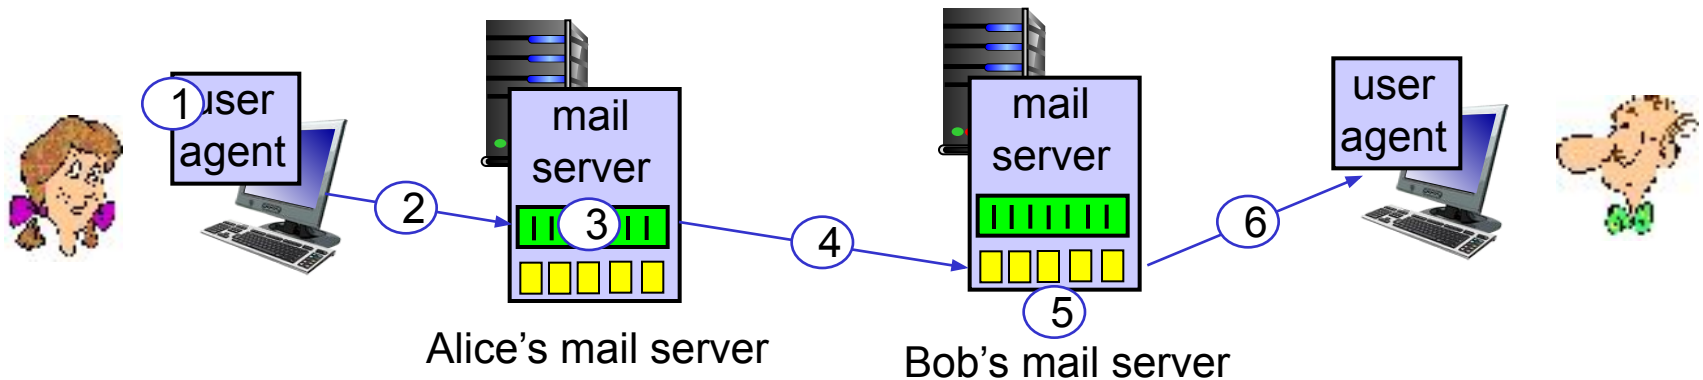 1
user
agent
2
mail
server
3
Alice's mail server
4
mail
server
5
Bob's mail server
6
user
agent